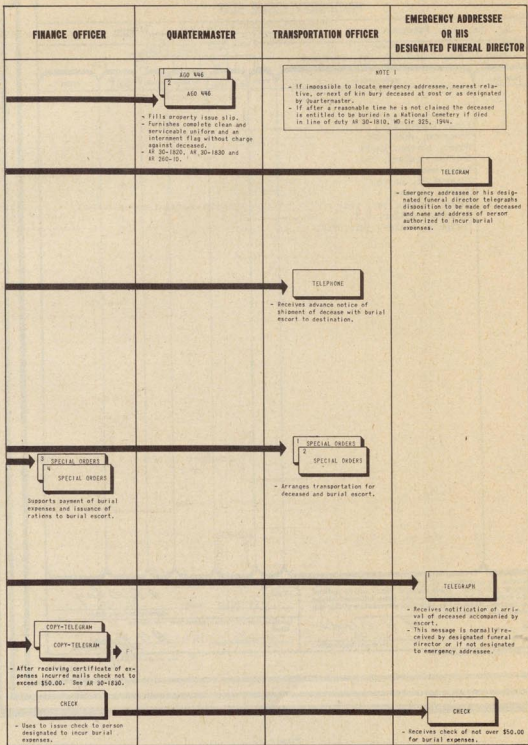 FINANCE OFFICER
QUARTERMASTER
TRANSPORTATION OFFICER
EMERGENCY ADDRESSEE
OR HIS
DESIGNATED FUNERAL DIRECTOR
1
AGO 446
2
AGO 446
- Fills property issue slip.
- Furnishes complete clean and
servicable uniform and an
internment flag without charge
against deceased.
- AR 30-1820, AR 30-1830 and
AR 260-10.
NOTE 1
- If impossible to locate emergency addressee, nearest rela-
tive, or next of kin bury deceased at post or as designated
by Quartermaster.
- If after a reasonable time he is not claimed the deceased
is entitled to be buried in a National Cemetery if died
in line of duty AR 30-1810, WD Cir 325, 1944.
TELEGRAM
- Emergency addressee or his desig-
nated funeral director telegraphs
disposition to be made of deceased
and name and address of person
authorized to incur burial
expenses.
TELEPHONE
- Receives advance notice of
shipment of decease with burial
escort to destination.
3
SPECIAL ORDERS
4
SPECIAL ORDERS
Supports payment of burial
expenses and issuance of
rations to burial escort.
1
SPECIAL ORDERS
2
SPECIAL ORDERS
- Arranges transportation for
deceased and burial escort.
1
TELEGRAPH
- Receives notification of arri-
val of deceased accompanied by
escort.
- This message is normally re-
ceived by designated funeral
director or if not designated
to emergency addressee.
COPY-TELEGRAM
COPY-TELEGRAM
- After receiving certificate of ex-
penses incurred mails check not to
exceed $50.00. See AR 30-1830.
CHECK
- Uses to issue check to person
designated to incur burial
expenses.
CHECK
- Receives check of not over $50.00
for burial expenses.